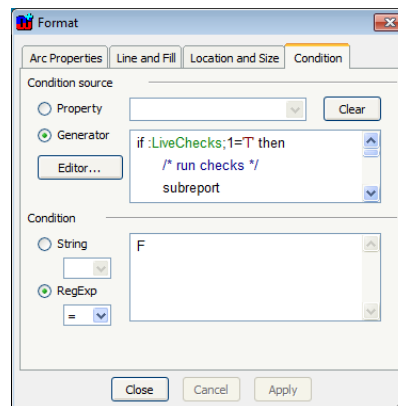 Format
Arc Properties
Line and Fill
Location and Size
Condition
Condition source
Property
Clear
Generator
if :LiveChecks;1='T' then
/* run checks */
subreport
Editor...
Condition
String
F
RegExp
=
Close
Cancel
Apply